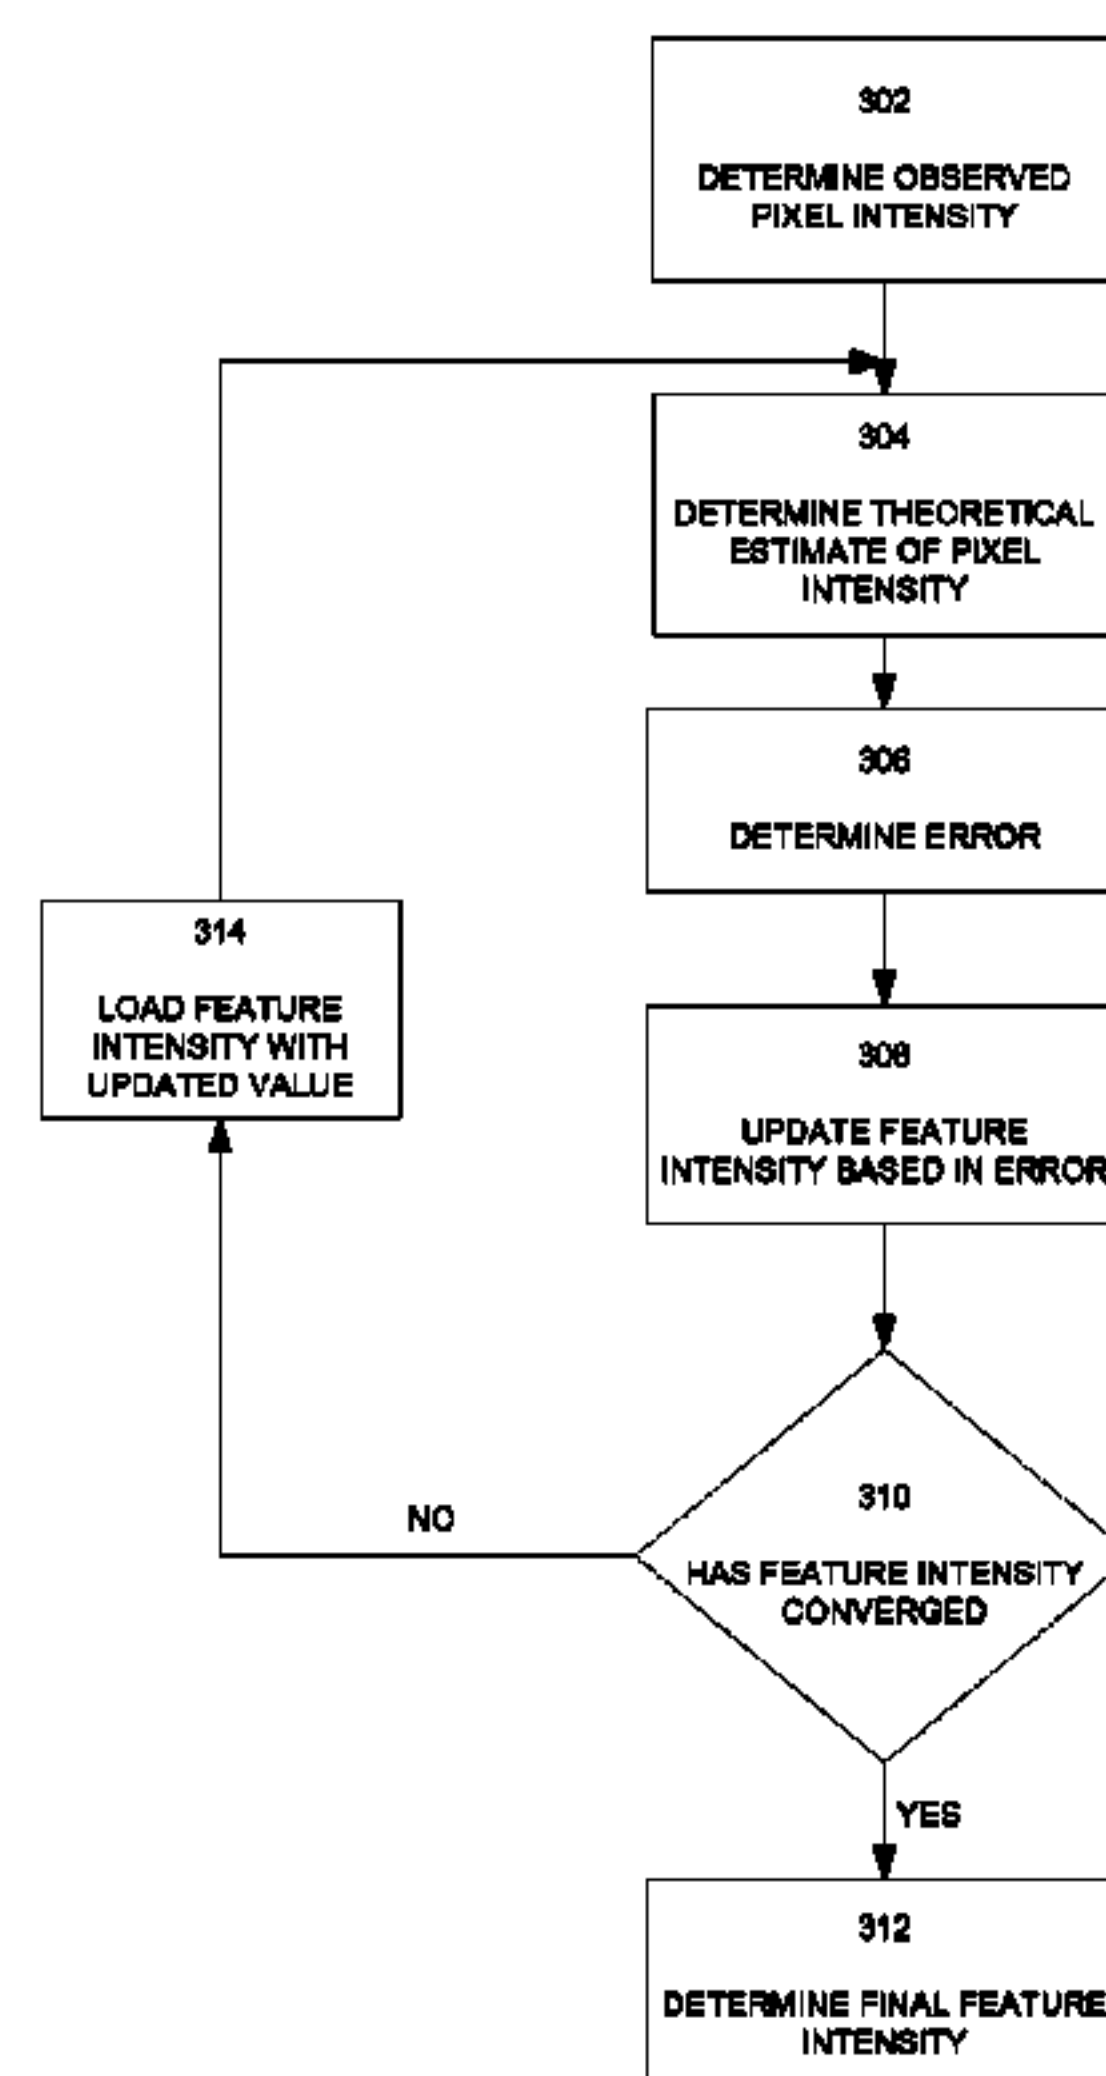 302
DETERMINE OBSERVED
PIXEL INTENSITY
304
DETERMINE THEORETICAL
ESTIMATE OF PIXEL
INTENSITY
306
DETERMINE ERROR
314
LOAD FEATURE
INTENSITY WITH
UPDATED VALUE
308
UPDATE FEATURE
INTENSITY BASED IN ERROR
NO
310
HAS FEATURE INTENSITY
CONVERGED
YES
312
DETERMINE FINAL FEATURE
INTENSITY